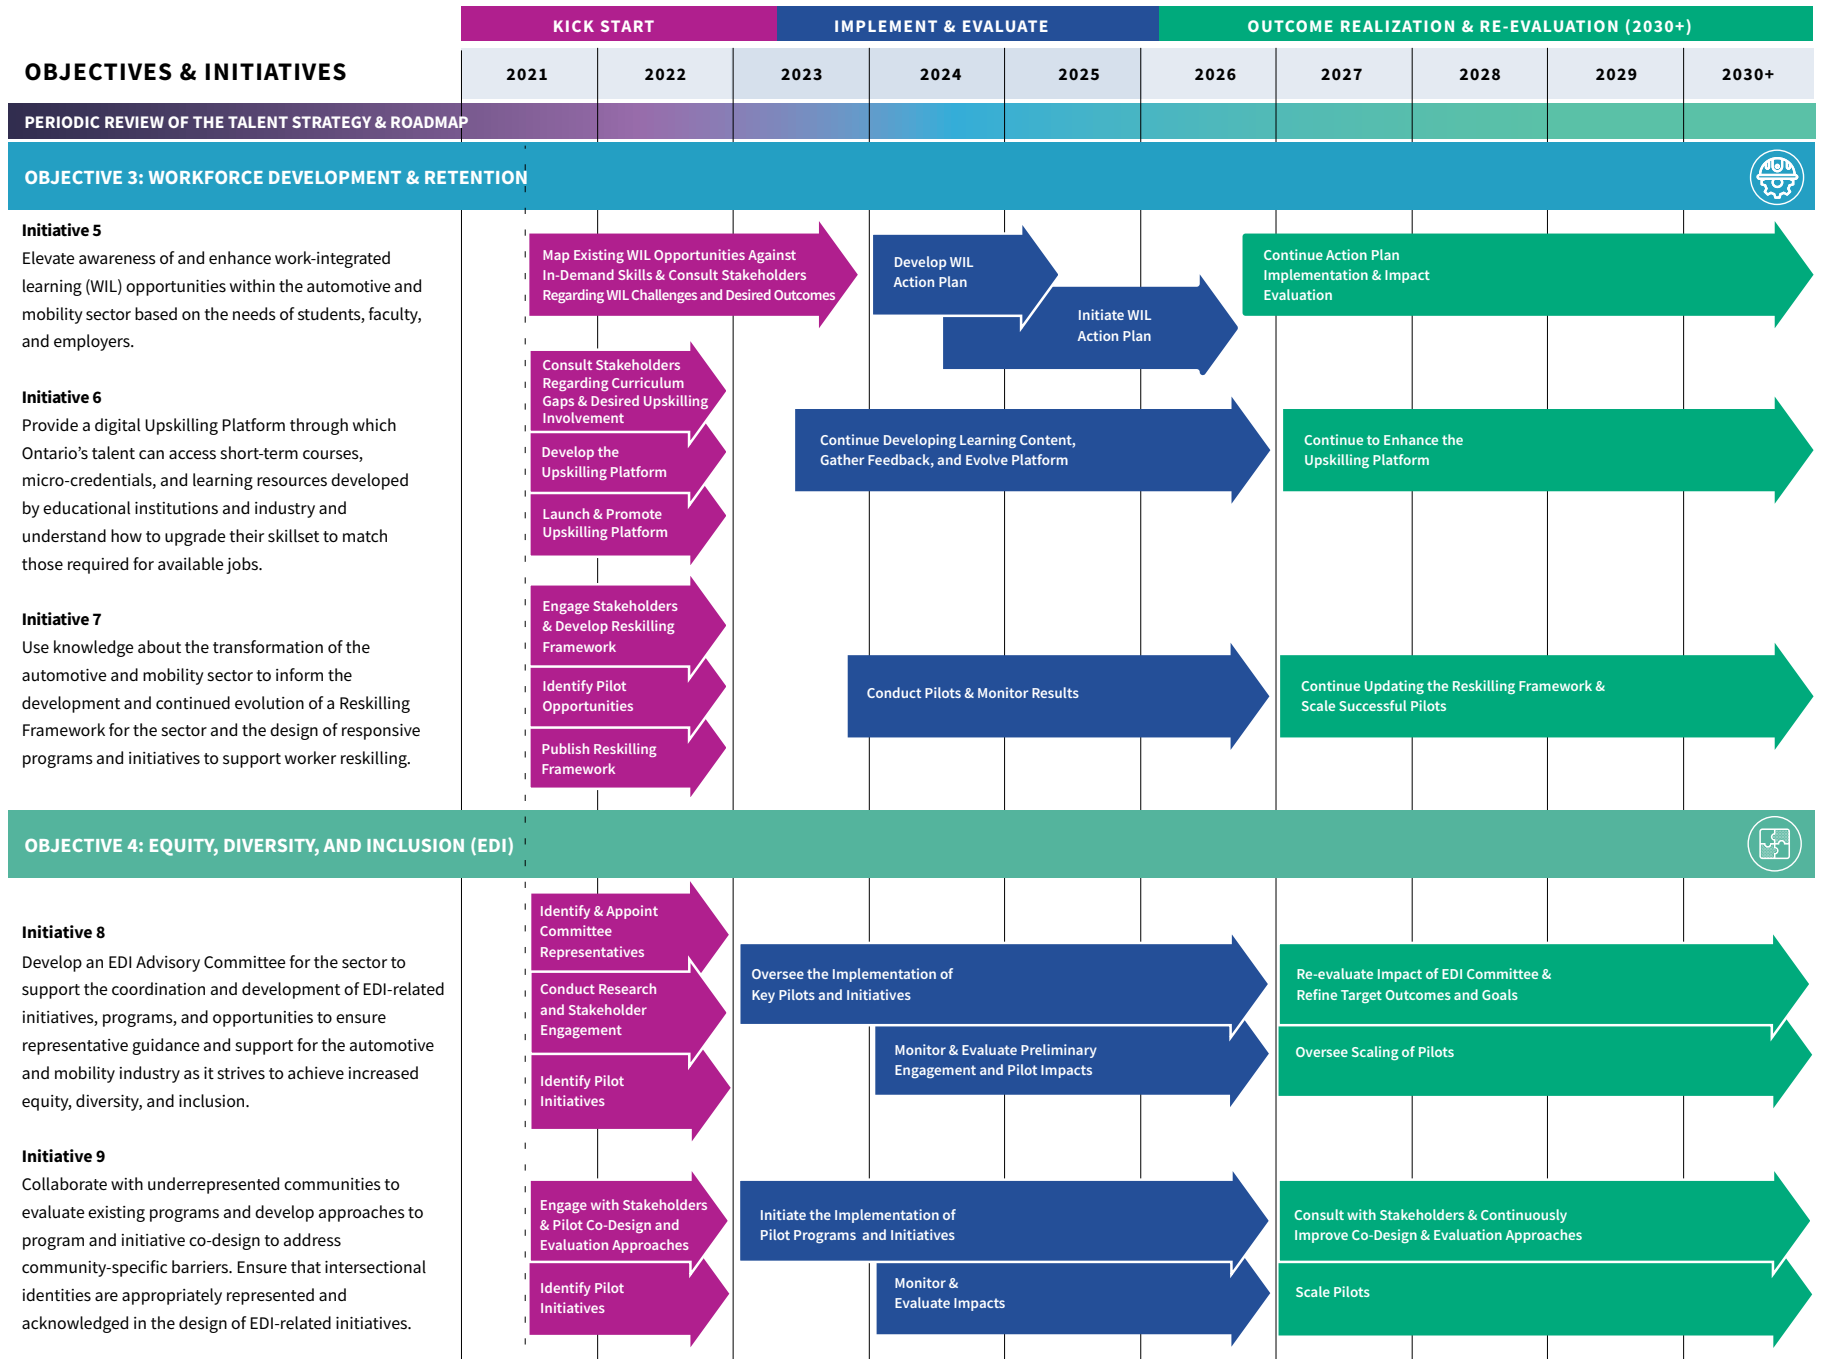 KICK START
IMPLEMENT & EVALUATE
OUTCOME REALIZATION & RE-EVALUATION (2030+)
OBJECTIVES & INITIATIVES
2021
2022
2023
2024
2025
2026
2027
2028
2029
2030+
PERIODIC REVIEW OF THE TALENT STRATEGY & ROADMAP
OBJECTIVE 3: WORKFORCE DEVELOPMENT & RETENTION
Initiative 5
Elevate awareness of and enhance work-integrated
learning (WIL) opportunities within the automotive and
mobility sector based on the needs of students, faculty,
and employers.
Map Existing WIL Opportunities Against
In-Demand Skills & Consult Stakeholders
Regarding WIL Challenges and Desired Outcomes
Develop WIL
Action Plan
Initiate WIL
Action Plan
Continue Action Plan
Implementation & Impact
Evaluation
Initiative 6
Provide a digital Upskilling Platform through which
Ontario’s talent can access short-term courses,
micro-credentials, and learning resources developed
by educational institutions and industry and
understand how to upgrade their skillset to match
those required for available jobs.
Consult Stakeholders
Regarding Curriculum
Gaps & Desired Upskilling
Involvement
Develop the
Upskilling Platform
Launch & Promote
Upskilling Platform
Continue Developing Learning Content,
Gather Feedback, and Evolve Platform
Continue to Enhance the
Upskilling Platform
Initiative 7
Use knowledge about the transformation of the
automotive and mobility sector to inform the
development and continued evolution of a Reskilling
Framework for the sector and the design of responsive
programs and initiatives to support worker reskilling.
Engage Stakeholders
& Develop Reskilling
Framework
Identify Pilot
Opportunities
Publish Reskilling
Framework
Conduct Pilots & Monitor Results
Continue Updating the Reskilling Framework &
Scale Successful Pilots
OBJECTIVE 4: EQUITY, DIVERSITY, AND INCLUSION (EDI)
Initiative 8
Develop an EDI Advisory Committee for the sector to
support the coordination and development of EDI-related
initiatives, programs, and opportunities to ensure
representative guidance and support for the automotive
and mobility industry as it strives to achieve increased
equity, diversity, and inclusion.
Identify & Appoint
Committee
Representatives
Conduct Research
and Stakeholder
Engagement
Identify Pilot
Initiatives
Oversee the Implementation of
Key Pilots and Initiatives
Monitor & Evaluate Preliminary
Engagement and Pilot Impacts
Re-evaluate Impact of EDI Committee &
Refine Target Outcomes and Goals
Oversee Scaling of Pilots
Initiative 9
Collaborate with underrepresented communities to
evaluate existing programs and develop approaches to
program and initiative co-design to address
community-specific barriers. Ensure that intersectional
identities are appropriately represented and
acknowledged in the design of EDI-related initiatives.
Engage with Stakeholders
& Pilot Co-Design and
Evaluation Approaches
Identify Pilot
Initiatives
Initiate the Implementation of
Pilot Programs and Initiatives
Monitor &
Evaluate Impacts
Consult with Stakeholders & Continuously
Improve Co-Design & Evaluation Approaches
Scale Pilots